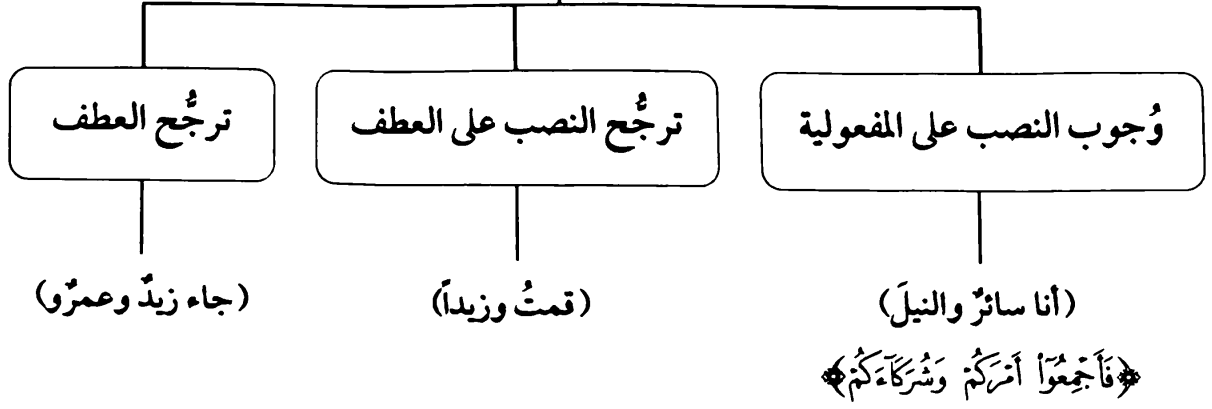 وُجوب النصب على المفعولية
ترجُّح النصب على العطف
ترجُّح العطف
(أنا سائرٌ والنيلَ)
(قمتُ وزيداً)
(جاء زيدٌ وعمرٌو)
﴿فَأَجْمِعُوٓاْ أَمْرَكُمْ وَشُرَكَآءَكُمْ﴾